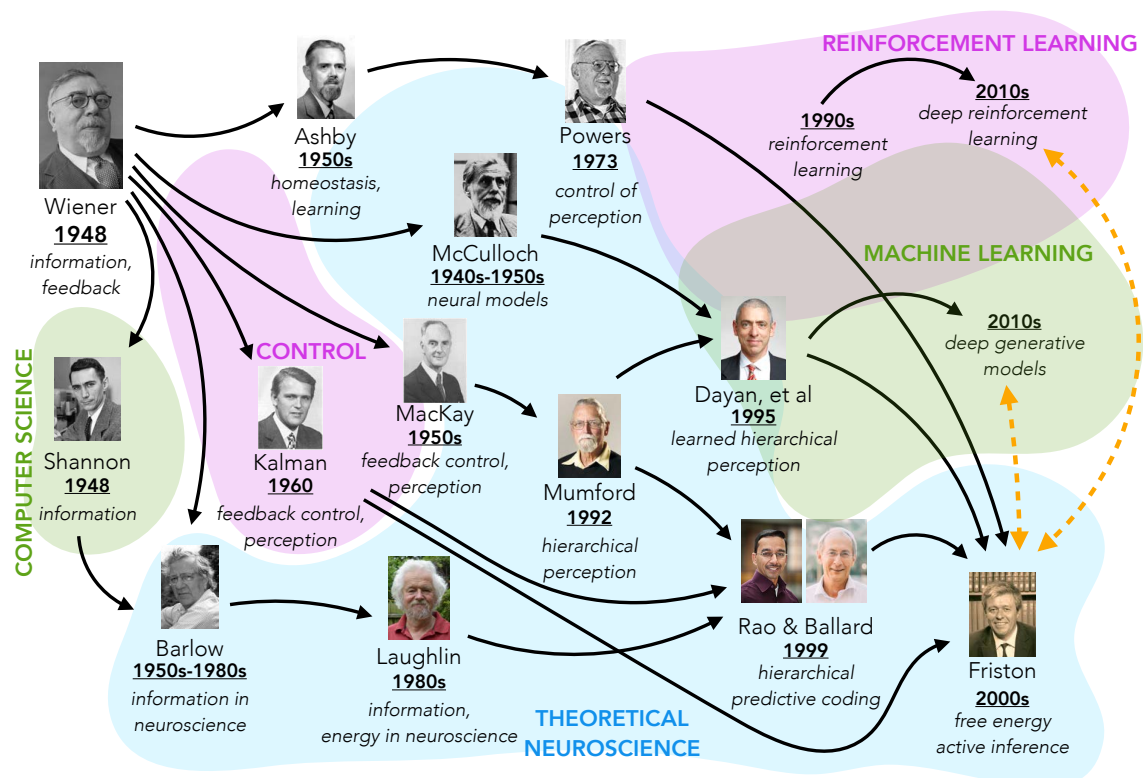 REINFORCEMENT LEARNING
Wiener
1948
information,
feedback
Ashby
1950s
homeostasis,
learning
Powers
1973
control of
perception
1990s
reinforcement
learning
2010s
deep reinforcement
learning
McCulloch
1940s-1950s
neural models
MACHINE LEARNING
2010s
deep generative
models
COMPUTER SCIENCE
Shannon
1948
information
CONTROL
Kalman
1960
feedback control,
perception
MacKay
1950s
feedback control,
perception
Mumford
1992
hierarchical
perception
Dayan, et al
1995
learned hierarchical
perception
Barlow
1950s-1980s
information in
neuroscience
Laughlin
1980s
information,
energy in neuroscience
Rao & Ballard
1999
hierarchical
predictive coding
Friston
2000s
free energy
active inference
THEORETICAL
NEUROSCIENCE